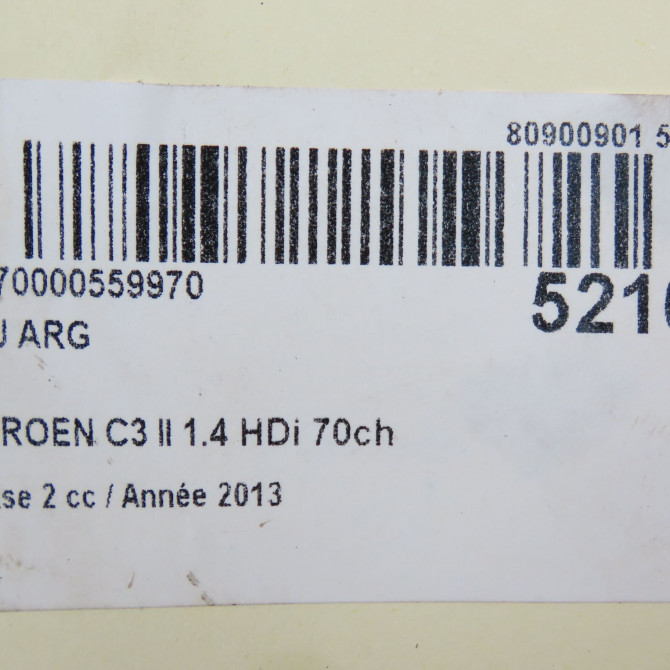 80900901 5
70000559970
5210
J ARG
ROEN C3 II 1.4 HDi 70ch
se 2 cc / Année 2013